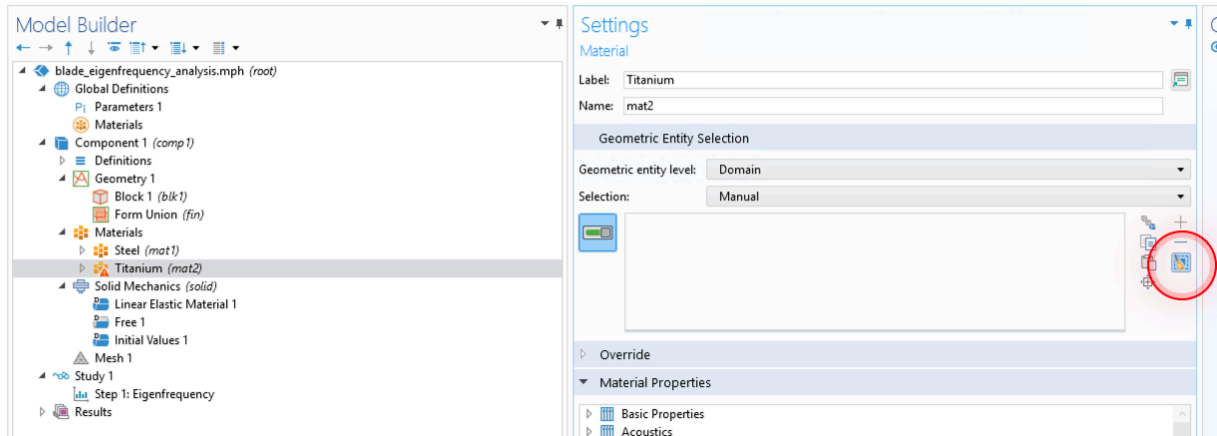 Model Builder
blade_eigenfrequency_analysis.mph (root)
Global Definitions
Pi Parameters 1
Materials
Component 1 (comp1)
Definitions
Geometry 1
Block 1 (blk1)
Form Union (fin)
Materials
Steel (mat1)
Titanium (mat2)
Solid Mechanics (solid)
Linear Elastic Material 1
Free 1
Initial Values 1
Mesh 1
Study 1
Step 1: Eigenfrequency
Results
Settings
Material
Label: Titanium
Name: mat2
Geometric Entity Selection
Geometric entity level: Domain
Selection: Manual
Override
Material Properties
Basic Properties
Acoustics